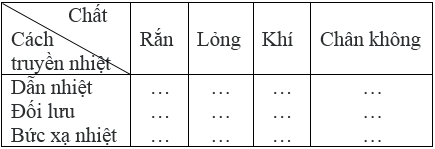 Chất
Cách truyền nhiệt
Rắn Lỏng Khí Chân không
Dẫn nhiệt … … … …
Đối lưu … … … …
Bức xạ nhiệt … … … …